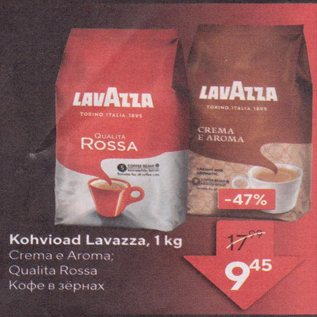 LAVAZZA
TORINO, ITALIA, 1895
QUALITÀ
ROSSA
LAVAZZA
TORINO, ITALIA, 1895
CREMA
E AROMA
-47%
Kohvioad Lavazza, 1 kg
Crema e Aroma;
Qualita Rossa
Кофе в зёрнах
9 45